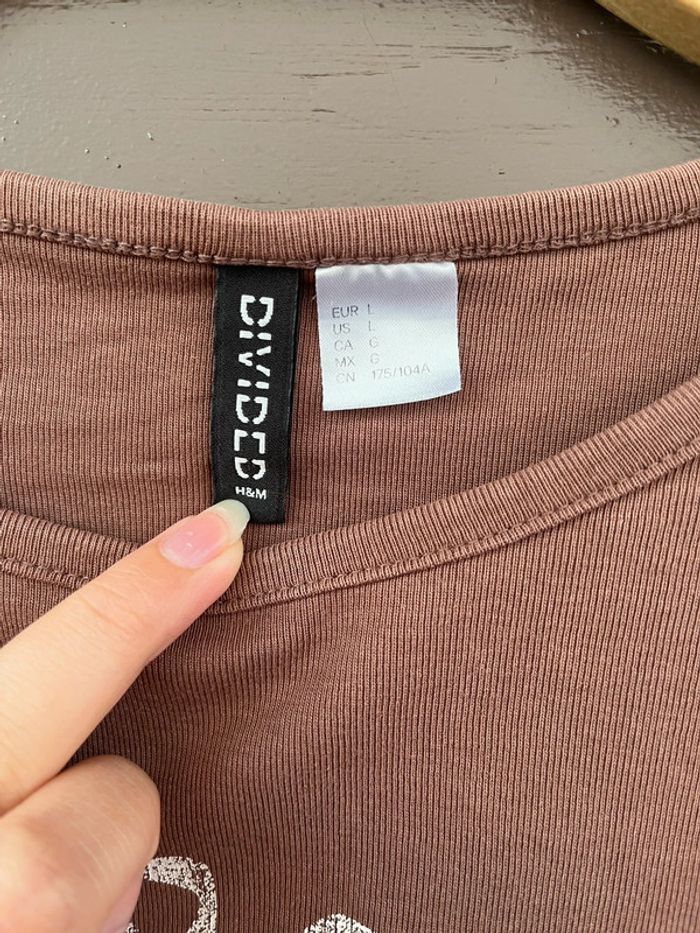 DIVIDED
H&M
EUR L
US L
CA G
MX G
CN 175/104A